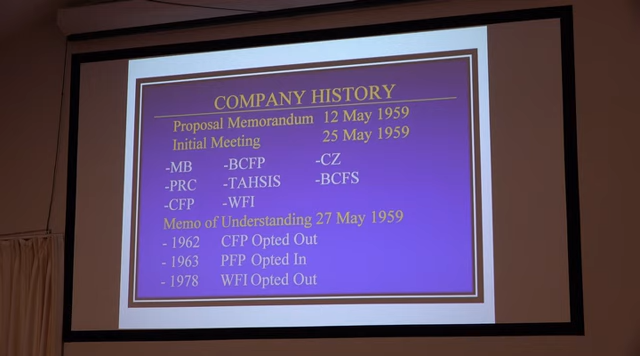 COMPANY HISTORY
Proposal Memorandum 12 May 1959
Initial Meeting 25 May 1959
-MB -BCFP -CZ
-PRC -TAHSIS -BCFS
-CFP -WFI
Memo of Understanding 27 May 1959
- 1962 CFP Opted Out
- 1963 PFP Opted In
- 1978 WFI Opted Out